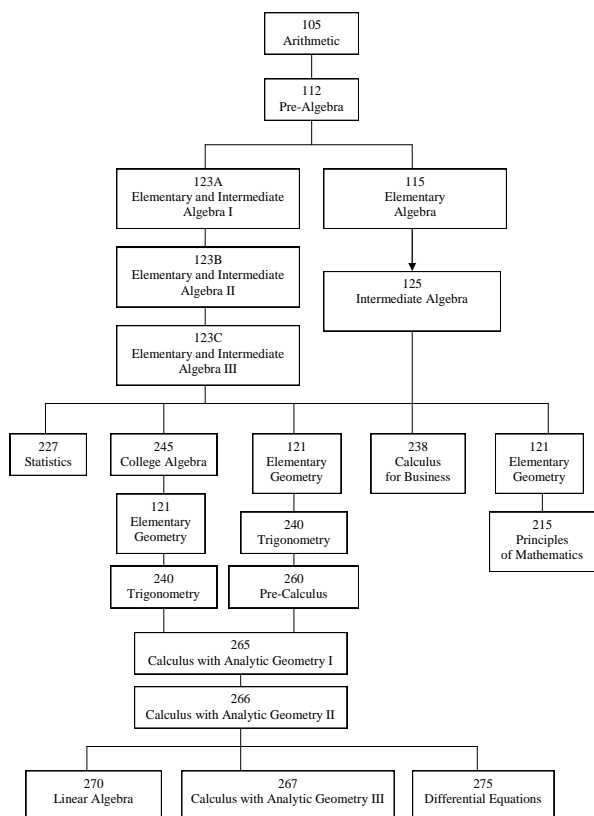 105
Arithmetic
112
Pre-Algebra
123A
Elementary and Intermediate
Algebra I
115
Elementary
Algebra
123B
Elementary and Intermediate
Algebra II
125
Intermediate Algebra
123C
Elementary and Intermediate
Algebra III
227
Statistics
245
College Algebra
121
Elementary
Geometry
238
Calculus
for Business
121
Elementary
Geometry
121
Elementary
Geometry
240
Trigonometry
215
Principles
of Mathematics
240
Trigonometry
260
Pre-Calculus
265
Calculus with Analytic Geometry I
266
Calculus with Analytic Geometry II
270
Linear Algebra
267
Calculus with Analytic Geometry III
275
Differential Equations